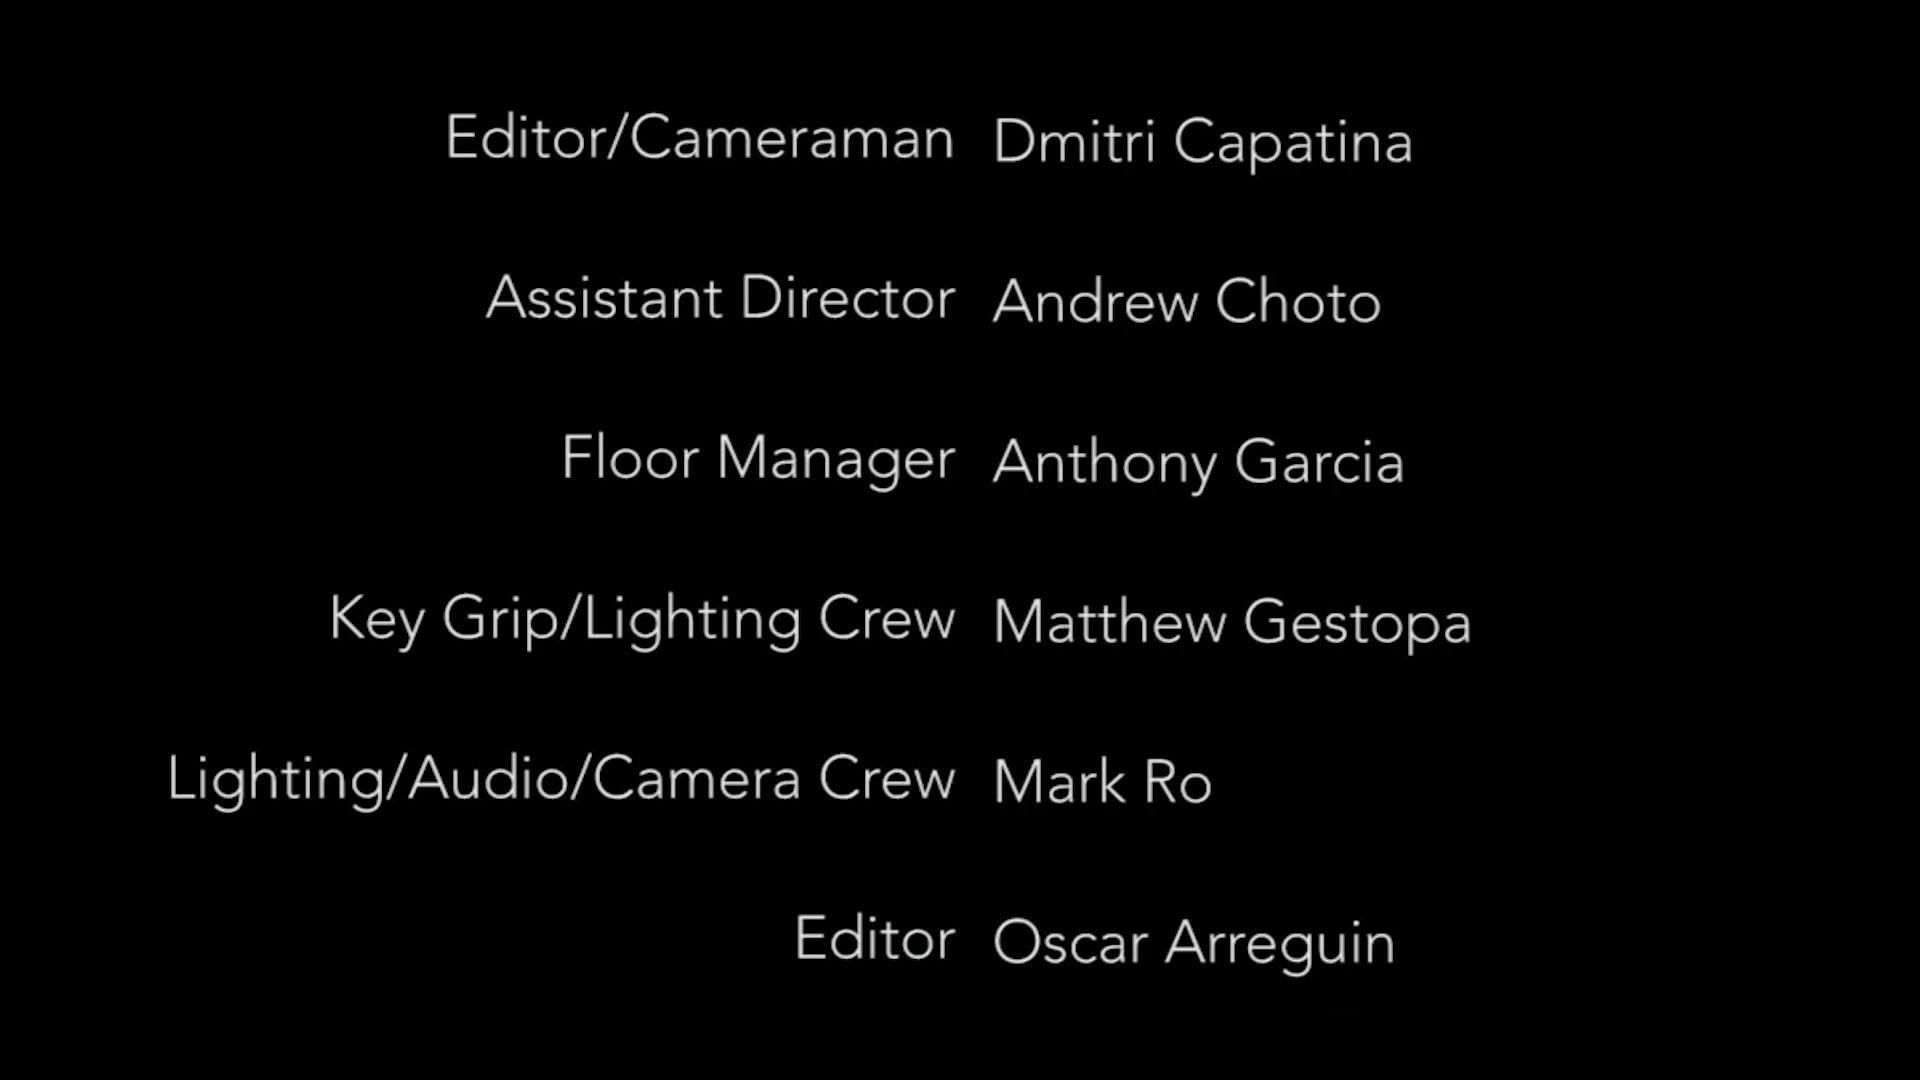 Editor/Cameraman Dmitri Capatina
Assistant Director Andrew Choto
Floor Manager Anthony Garcia
Key Grip/Lighting Crew Matthew Gestopa
Lighting/Audio/Camera Crew Mark Ro
Editor Oscar Arreguin